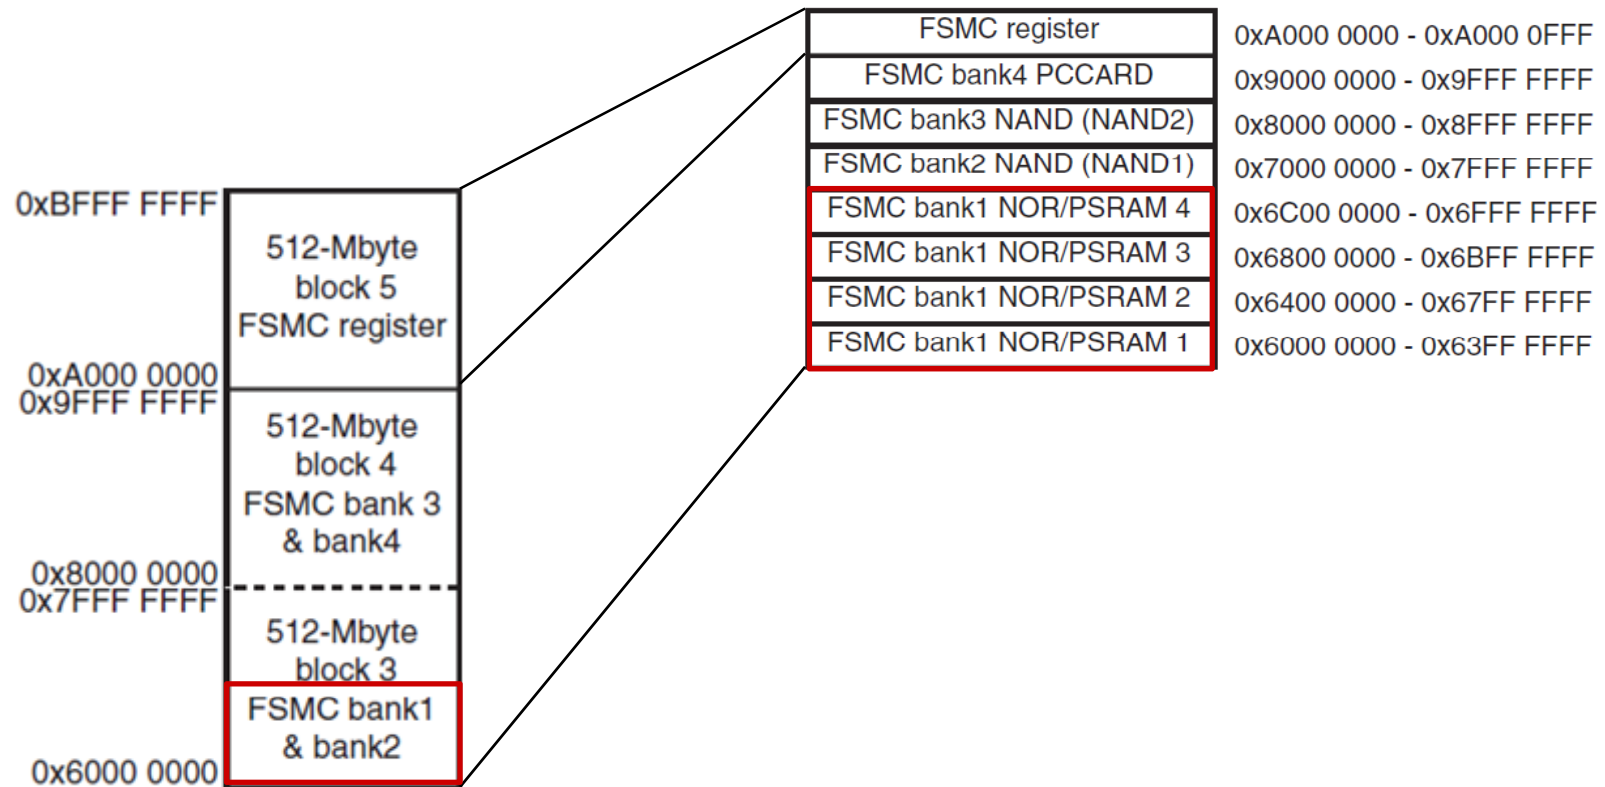 0xBFFF FFFF
512-Mbyte
block 5
FSMC register
0xA000 0000
0x9FFF FFFF
512-Mbyte
block 4
FSMC bank 3
& bank4
0x8000 0000
0x7FFF FFFF
512-Mbyte
block 3
FSMC bank1
& bank2
0x6000 0000
FSMC register 0xA000 0000 - 0xA000 0FFF
FSMC bank4 PCCARD 0x9000 0000 - 0x9FFF FFFF
FSMC bank3 NAND (NAND2) 0x8000 0000 - 0x8FFF FFFF
FSMC bank2 NAND (NAND1) 0x7000 0000 - 0x7FFF FFFF
FSMC bank1 NOR/PSRAM 4 0x6C00 0000 - 0x6FFF FFFF
FSMC bank1 NOR/PSRAM 3 0x6800 0000 - 0x6BFF FFFF
FSMC bank1 NOR/PSRAM 2 0x6400 0000 - 0x67FF FFFF
FSMC bank1 NOR/PSRAM 1 0x6000 0000 - 0x63FF FFFF